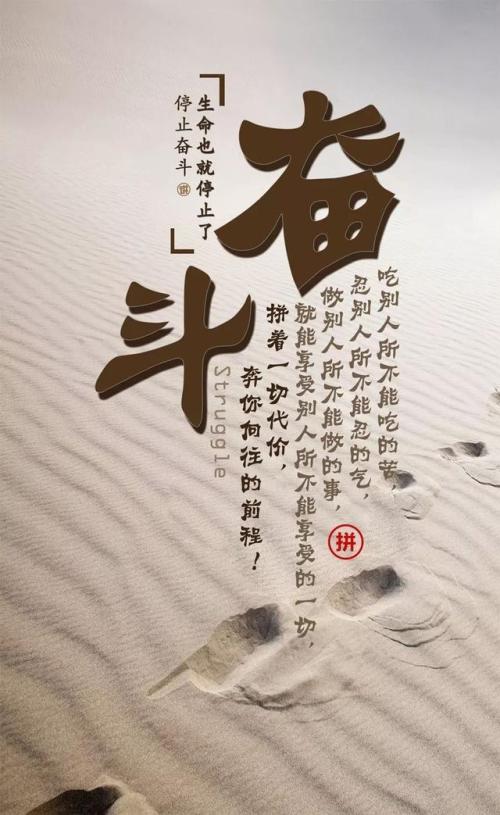 奋斗
停止奋斗
生命也就停止了
吃别人所不能吃的苦，
忍别人所不能忍的气，
做别人所不能做的事，
就能享受别人所不能享受的一切，
拼着一切代价，
奔你向往的前程！
Struggle
拼